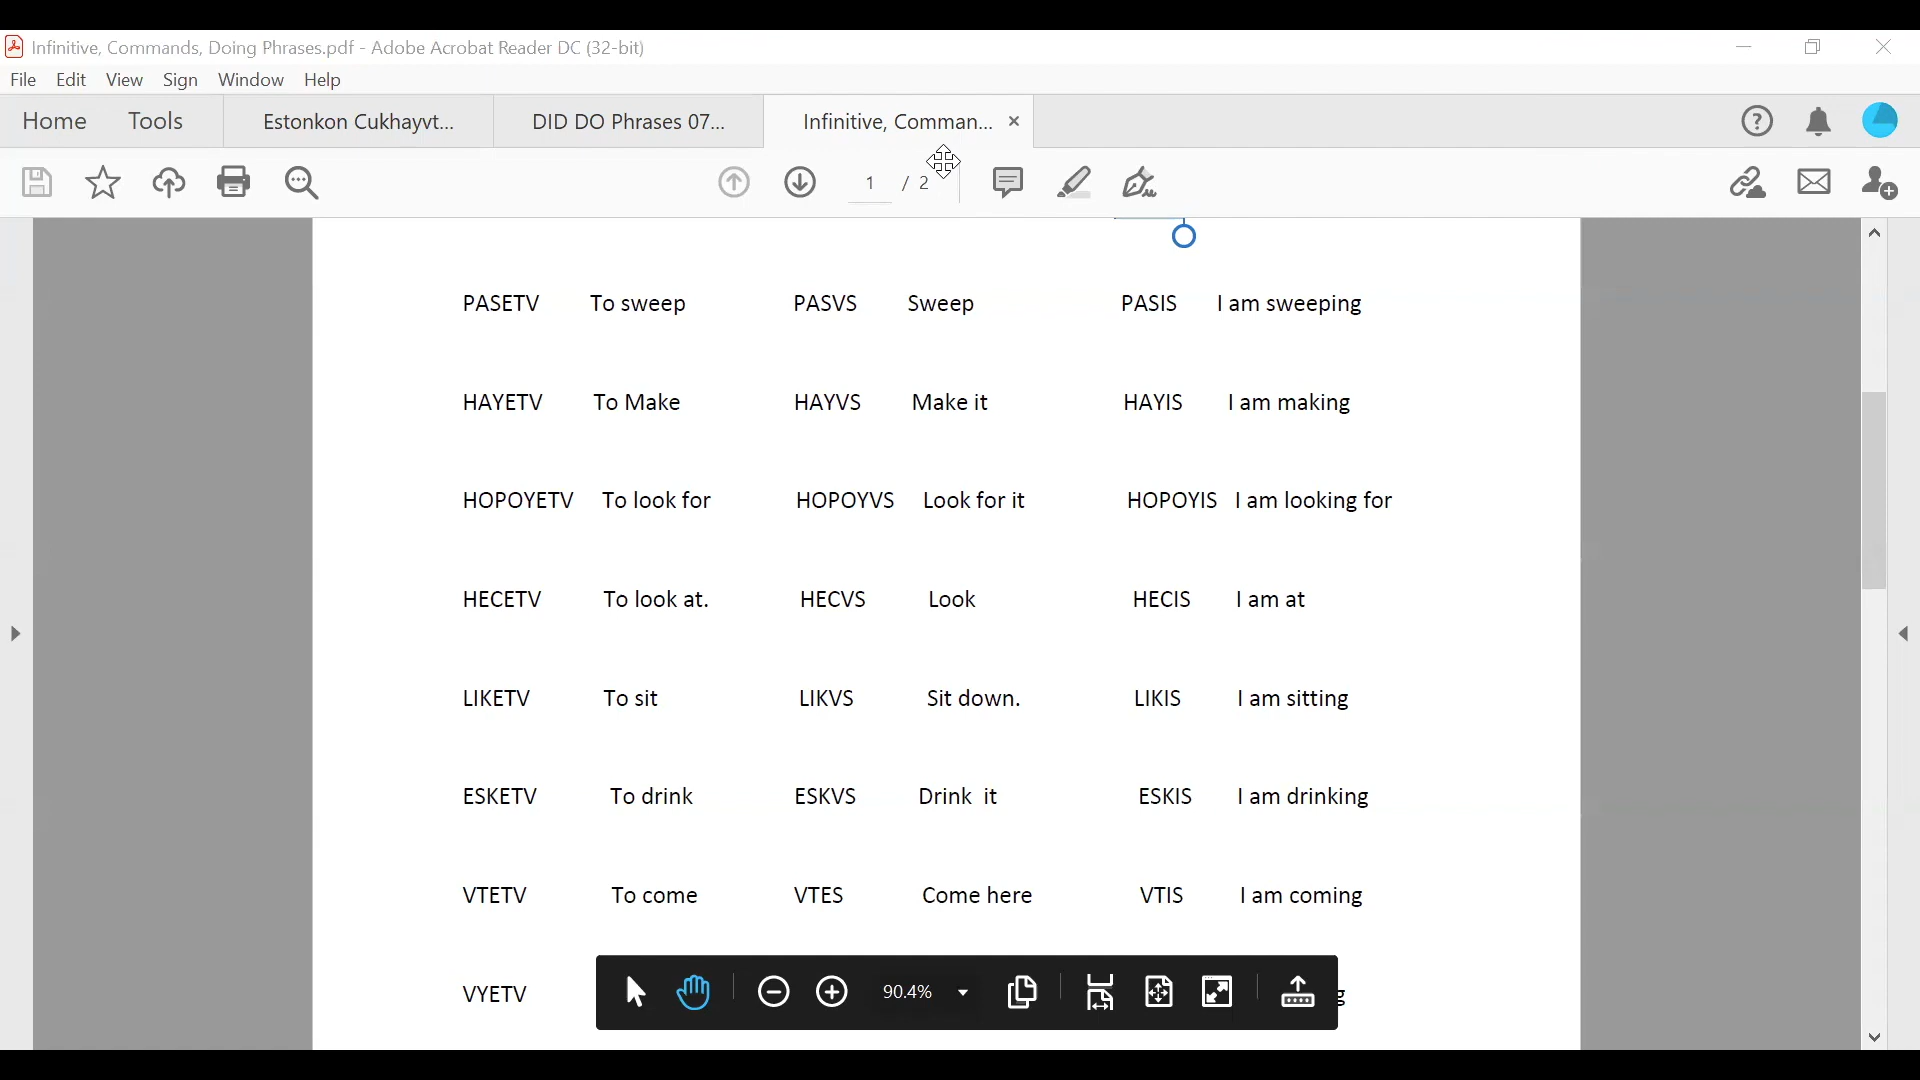 Infinitive, Commands, Doing Phrases.pdf - Adobe Acrobat Reader DC (32-bit)
File Edit View Sign Window Help
Home Tools Estonkon Cukhayvt... DID DO Phrases 07... Infinitive, Comman... ×
1 / 2
PASETV To sweep PASVS Sweep PASIS I am sweeping
HAYETV To Make HAYVS Make it HAYIS I am making
HOPOYETV To look for HOPOYVS Look for it HOPOYIS I am looking for
HECETV To look at. HECVS Look HECIS I am at
LIKETV To sit LIKVS Sit down. LIKIS I am sitting
ESKETV To drink ESKVS Drink it ESKIS I am drinking
VTETV To come VTES Come here VTIS I am coming
VYETV
90.4%